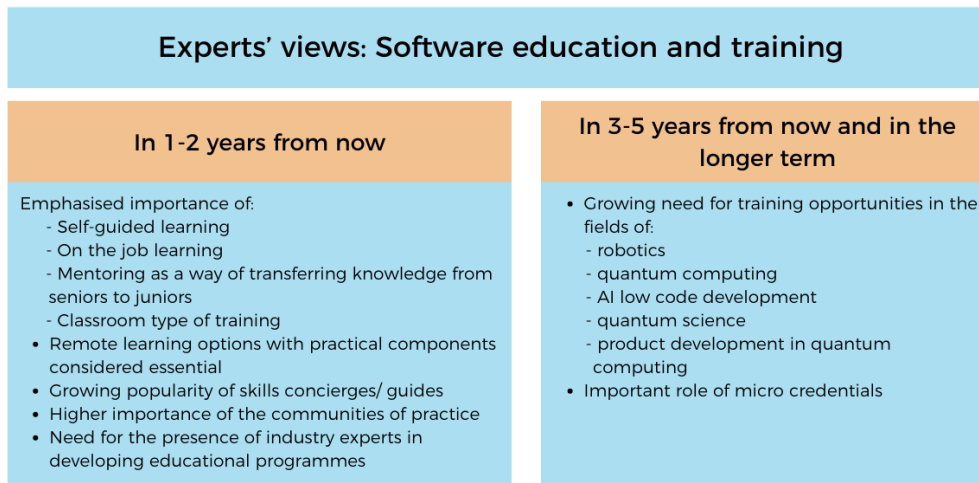 Experts' views: Software education and training
In 1-2 years from now
Emphasised importance of:
- Self-guided learning
- On the job learning
- Mentoring as a way of transferring knowledge from
seniors to juniors
- Classroom type of training
• Remote learning options with practical components
considered essential
• Growing popularity of skills concierges/ guides
• Higher importance of the communities of practice
• Need for the presence of industry experts in
developing educational programmes
In 3-5 years from now and in the
longer term
• Growing need for training opportunities in the
fields of:
- robotics
- quantum computing
- AI low code development
- quantum science
- product development in quantum
computing
• Important role of micro credentials